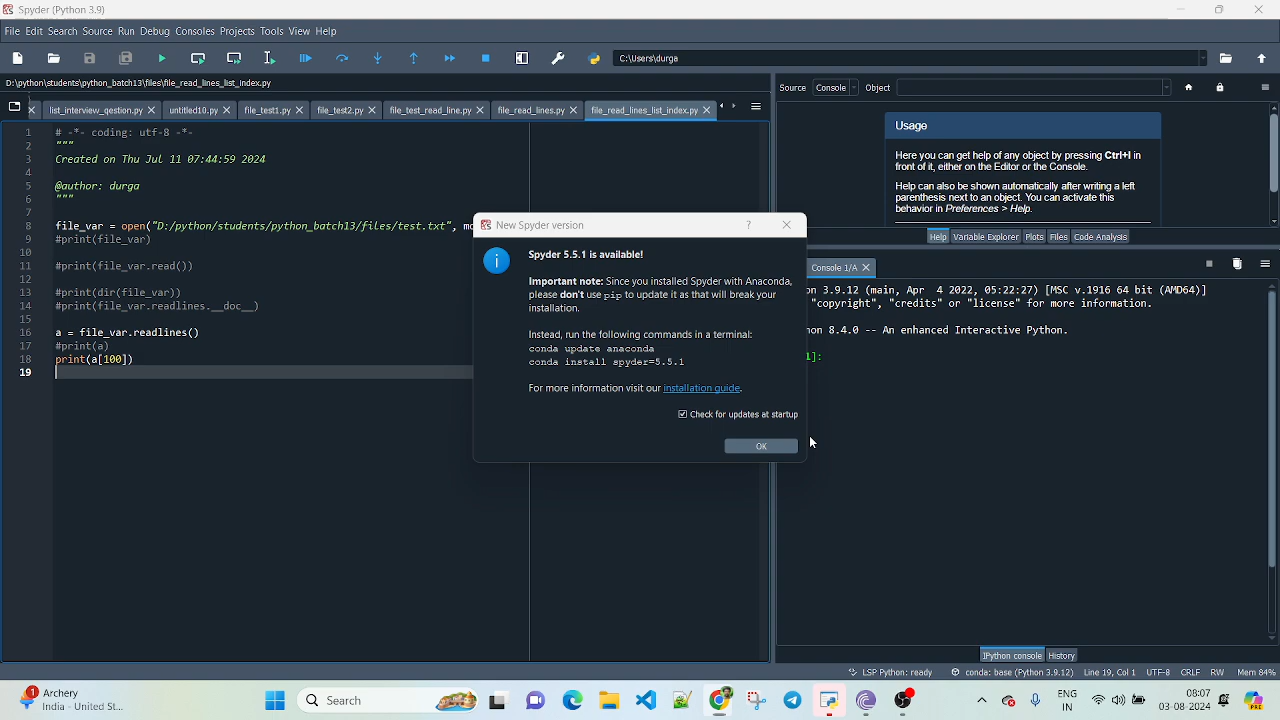 Spyder (Python 3.9)
File Edit Search Source Run Debug Consoles Projects Tools View Help
C:\Users\durga
D:\python\students\python_batch13\files\file_read_lines_list_index.py
list_interview_qestion.py untitled10.py file_test1.py file_test2.py file_test_read_line.py file_read_lines.py file_read_lines_list_index.py
1 # -*- coding: utf-8 -*-
2 """
3 Created on Thu Jul 11 07:44:59 2024
4
5 @author: durga
6 """
7
8 file_var = open("D:/python/students/python_batch13/files/test.txt",
9 #print(file_var)
10
11 #print(file_var.read())
12
13 #print(dir(file_var))
14 #print(file_var.readlines.__doc__)
15
16 a = file_var.readlines()
17 #print(a)
18 print(a[100])
19
Source Console Object
Usage
Here you can get help of any object by pressing Ctrl+I in
front of it, either on the Editor or the Console.
Help can also be shown automatically after writing a left
parenthesis next to an object. You can activate this
behavior in Preferences > Help.
Help Variable Explorer Plots Files Code Analysis
New Spyder version
Spyder 5.5.1 is available!
Important note: Since you installed Spyder with Anaconda,
please don't use pip to update it as that will break your
installation.
Instead, run the following commands in a terminal:
conda update anaconda
conda install spyder=5.5.1
For more information visit our installation guide.
Check for updates at startup
OK
Console 1/A
3.9.12 (main, Apr 4 2022, 05:22:27) [MSC v.1916 64 bit (AMD64)]
"copyright", "credits" or "license" for more information.
8.4.0 -- An enhanced Interactive Python.
]:
IPython console History
LSP Python: ready conda: base (Python 3.9.12) Line 19, Col 1 UTF-8 CRLF RW Mem 84%
1
Archery
India - United St...
Search
PRE
ENG
IN
08:07
03-08-2024